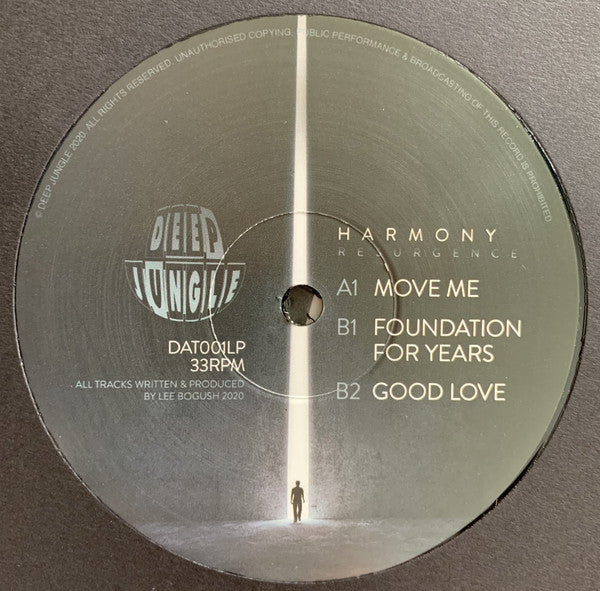 © DEEP JUNGLE 2020. ALL RIGHTS RESERVED. UNAUTHORISED COPYING, PUBLIC PERFORMANCE & BROADCASTING OF THIS RECORD IS PROHIBITED
DEEP
JUNGLE
DAT001LP
33RPM
ALL TRACKS WRITTEN & PRODUCED
BY LEE BOGUSH 2020
HARMONY
RESURGENCE
A1 MOVE ME
B1 FOUNDATION
FOR YEARS
B2 GOOD LOVE